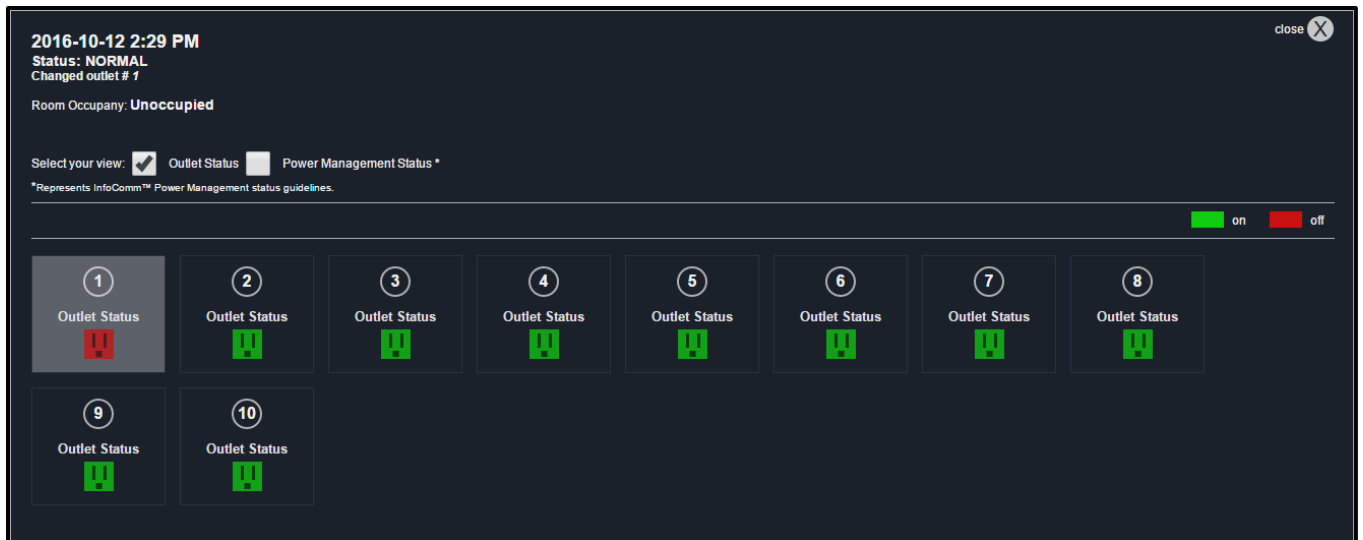 close X
2016-10-12 2:29 PM
Status: NORMAL
Changed outlet # 1
Room Occupany: Unoccupied
Select your view: Outlet Status Power Management Status *
*Represents InfoComm™ Power Management status guidelines.
on off
1 2 3 4 5 6 7 8
Outlet Status Outlet Status Outlet Status Outlet Status Outlet Status Outlet Status Outlet Status Outlet Status
9 10
Outlet Status Outlet Status